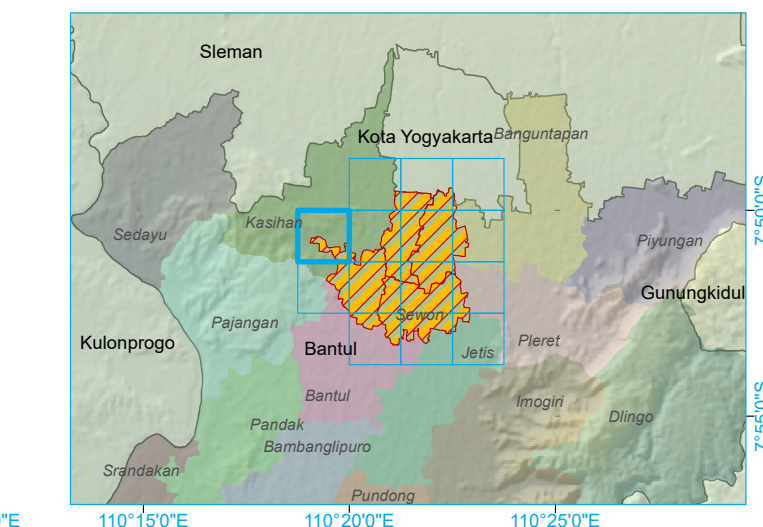 Sleman
Kota Yogyakarta
Banguntapan
Kasihan
Sedayu
Piyungan
7°50'0"S
Gunungkidul
Pajangan
Sewon
Kulonprogo
Bantul
Jetis
Pleret
Bantul
Imogiri
Dlingo
Pandak
Bambanglipuro
7°55'0"S
Srandakan
Pundong
0"E
110°15'0"E
110°20'0"E
110°25'0"E